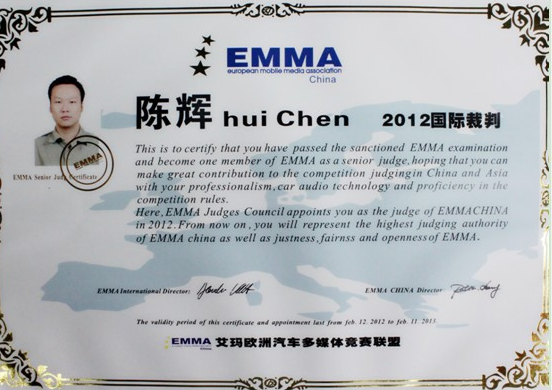 EMMA
european mobile media association
China
陈辉 hui Chen 2012国际裁判
This is to certify that you have passed the sanctioned EMMA examination
and become one member of EMMA as a senior judge, hoping that you can
make great contribution to the competition judging in China and Asia
with your professionalism, car audio technology and proficiency in the
competition rules.
Here, EMMA Judges Council appoints you as the judge of EMMACHINA
in 2012. From now on, you will represent the highest judging authority
of EMMA china as well as justness, fairnss and openness of EMMA.
EMMA
EMMA Senior Judge Certificate
EMMA International Director:
EMMA CHINA Director:
The validity period of this certificate and appointment last from feb. 12. 2012 to feb. 11. 2013.
EMMA 艾玛欧洲汽车多媒体竞赛联盟
China